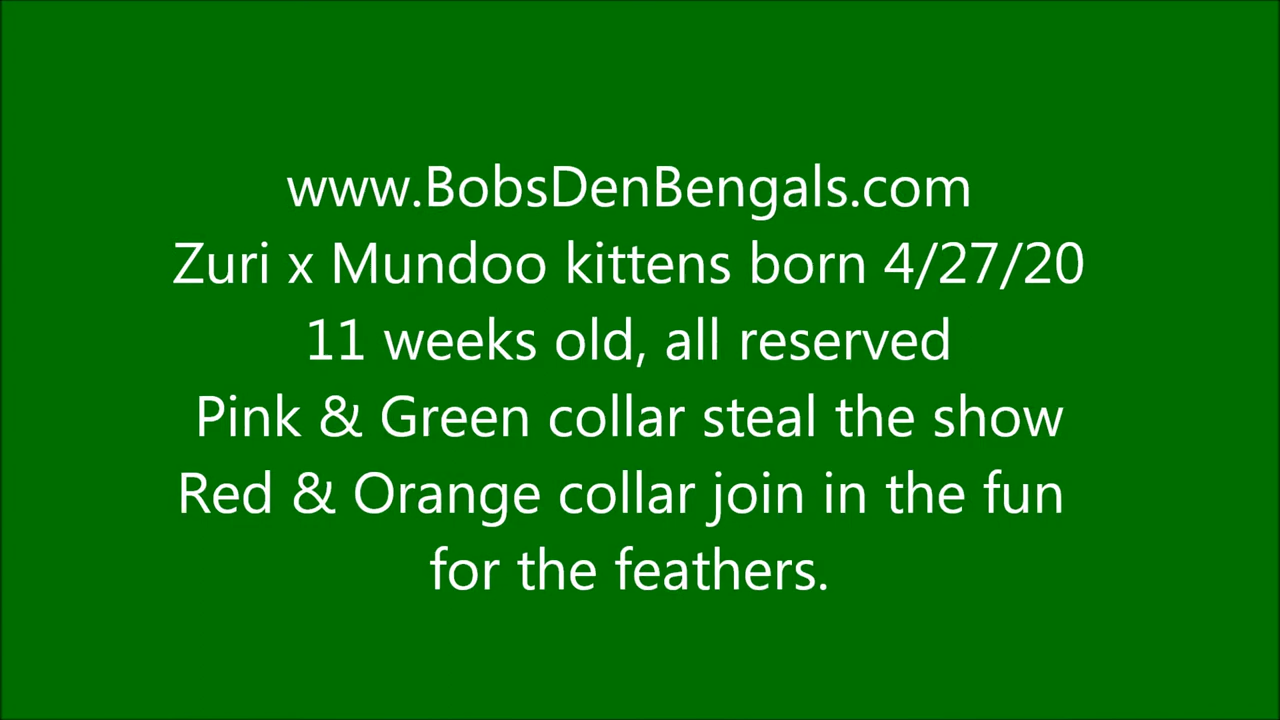 www.BobsDenBengals.com
Zuri x Mundoo kittens born 4/27/20
11 weeks old, all reserved
Pink & Green collar steal the show
Red & Orange collar join in the fun
for the feathers.